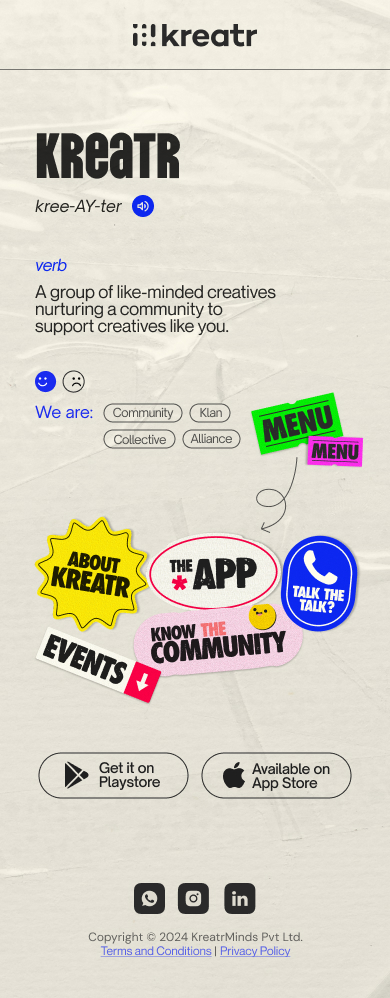 kreatr
KReaTR
kree-AY-ter
verb
A group of like-minded creatives
nurturing a community to
support creatives like you.
We are:
Community
Klan
Collective
Alliance
MENU
MENU
ABOUT
KREATR
THE
* APP
TALK THE
TALK?
KNOW THE
COMMUNITY
EVENTS
Get it on
Playstore
Available on
App Store
in
Copyright © 2024 KreatrMinds Pvt Ltd.
Terms and Conditions | Privacy Policy